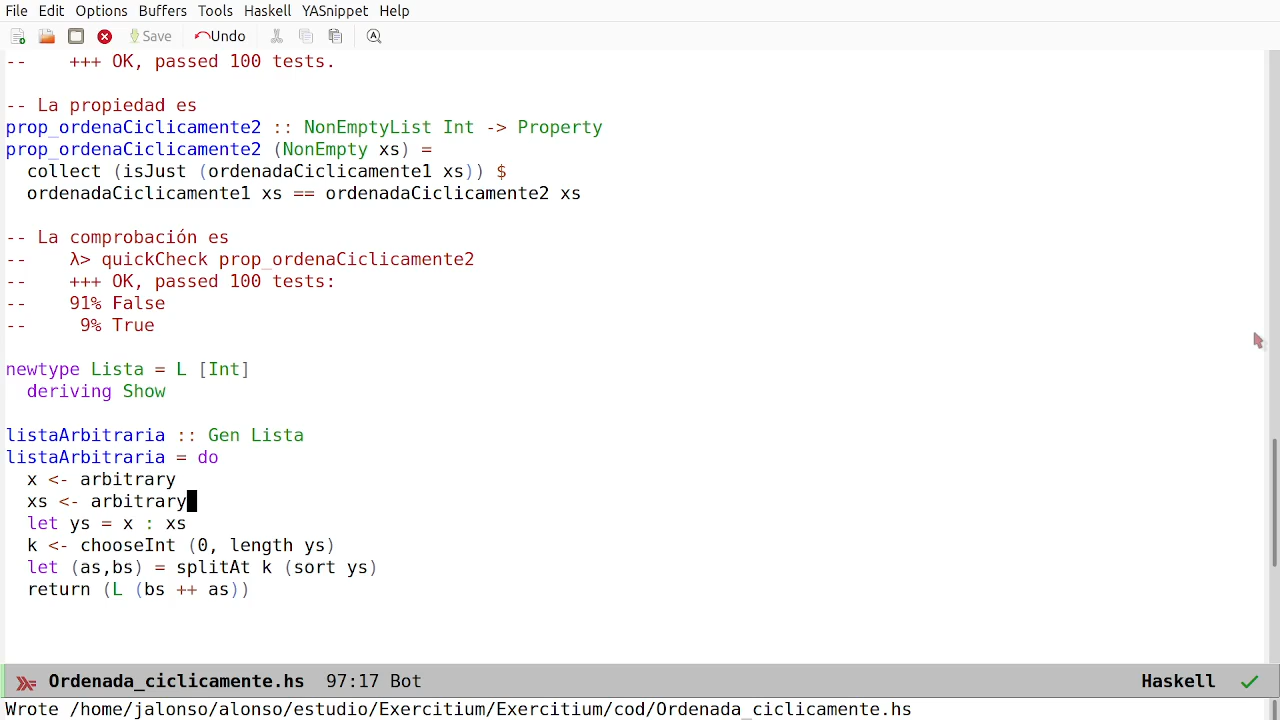 File Edit Options Buffers Tools Haskell YASnippet Help
Save Undo
--    +++ OK, passed 100 tests.
-- La propiedad es
prop_ordenaCiclicamente2 :: NonEmptyList Int -> Property
prop_ordenaCiclicamente2 (NonEmpty xs) =
  collect (isJust (ordenadaCiclicamente1 xs)) $
  ordenadaCiclicamente1 xs == ordenadaCiclicamente2 xs
-- La comprobación es
--    λ> quickCheck prop_ordenaCiclicamente2
--    +++ OK, passed 100 tests:
--    91% False
--     9% True
newtype Lista = L [Int]
  deriving Show
listaArbitraria :: Gen Lista
listaArbitraria = do
  x <- arbitrary
  xs <- arbitrary
  let ys = x : xs
  k <- chooseInt (0, length ys)
  let (as,bs) = splitAt k (sort ys)
  return (L (bs ++ as))
Ordenada_ciclicamente.hs 97:17 Bot Haskell
Wrote /home/jalonso/alonso/estudio/Exercitium/Exercitium/cod/Ordenada_ciclicamente.hs